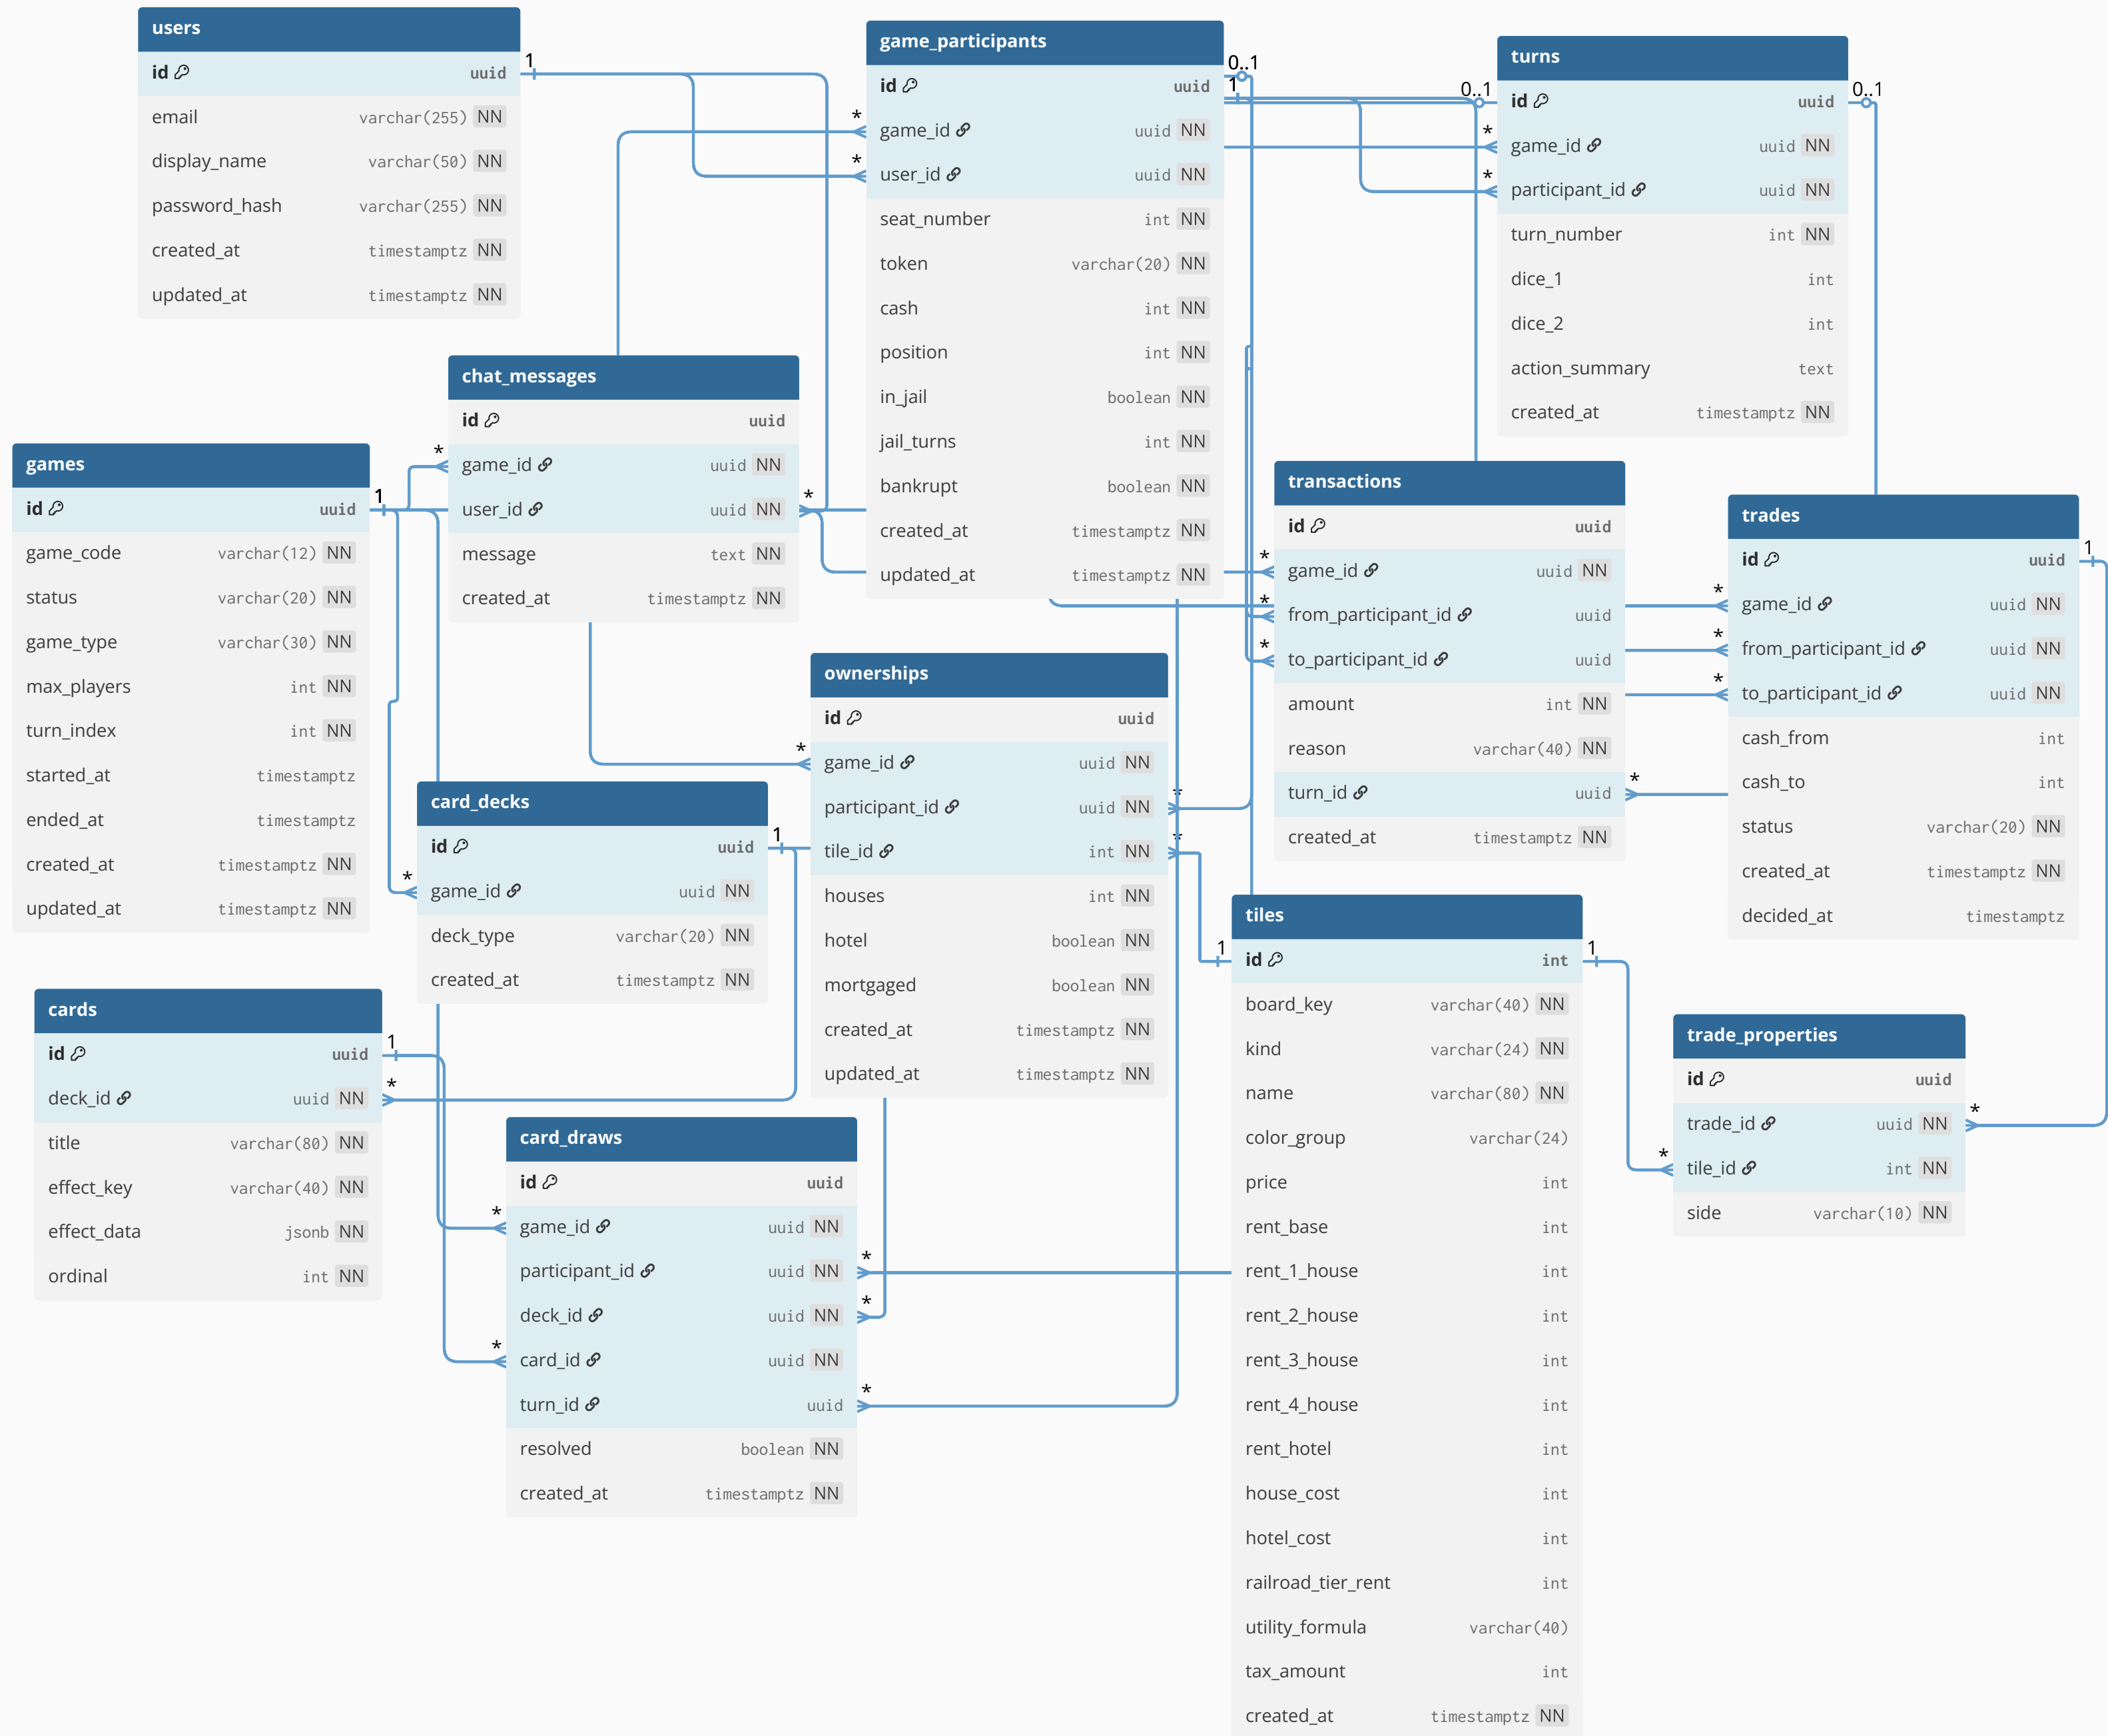 users
id uuid
email varchar(255) NN
display_name varchar(50) NN
password_hash varchar(255) NN
created_at timestamptz NN
updated_at timestamptz NN
1
game_participants
id uuid
game_id uuid NN
user_id uuid NN
seat_number int NN
token varchar(20) NN
cash int NN
position int NN
in_jail boolean NN
jail_turns int NN
bankrupt boolean NN
created_at timestamptz NN
updated_at timestamptz NN
*
*
0..1
1
turns
id uuid
game_id uuid NN
participant_id uuid NN
turn_number int NN
dice_1 int
dice_2 int
action_summary text
created_at timestamptz NN
0..1
*
*
0..1
chat_messages
id uuid
game_id uuid NN
user_id uuid NN
message text NN
created_at timestamptz NN
*
*
games
id uuid
game_code varchar(12) NN
status varchar(20) NN
game_type varchar(30) NN
max_players int NN
turn_index int NN
started_at timestamptz
ended_at timestamptz
created_at timestamptz NN
updated_at timestamptz NN
1
transactions
id uuid
game_id uuid NN
from_participant_id uuid
to_participant_id uuid
amount int NN
reason varchar(40) NN
turn_id uuid
created_at timestamptz NN
*
*
*
*
trades
id uuid
game_id uuid NN
from_participant_id uuid NN
to_participant_id uuid NN
cash_from int
cash_to int
status varchar(20) NN
created_at timestamptz NN
decided_at timestamptz
1
*
*
*
ownerships
id uuid
game_id uuid NN
participant_id uuid NN
tile_id int NN
houses int NN
hotel boolean NN
mortgaged boolean NN
created_at timestamptz NN
updated_at timestamptz NN
*
*
*
card_decks
id uuid
game_id uuid NN
deck_type varchar(20) NN
created_at timestamptz NN
1
*
cards
id uuid
deck_id uuid NN
title varchar(80) NN
effect_key varchar(40) NN
effect_data jsonb NN
ordinal int NN
1
*
card_draws
id uuid
game_id uuid NN
participant_id uuid NN
deck_id uuid NN
card_id uuid NN
turn_id uuid
resolved boolean NN
created_at timestamptz NN
*
*
*
*
*
tiles
id int
board_key varchar(40) NN
kind varchar(24) NN
name varchar(80) NN
color_group varchar(24)
price int
rent_base int
rent_1_house int
rent_2_house int
rent_3_house int
rent_4_house int
rent_hotel int
house_cost int
hotel_cost int
railroad_tier_rent int
utility_formula varchar(40)
tax_amount int
created_at timestamptz NN
1
1
trade_properties
id uuid
trade_id uuid NN
tile_id int NN
side varchar(10) NN
*
*